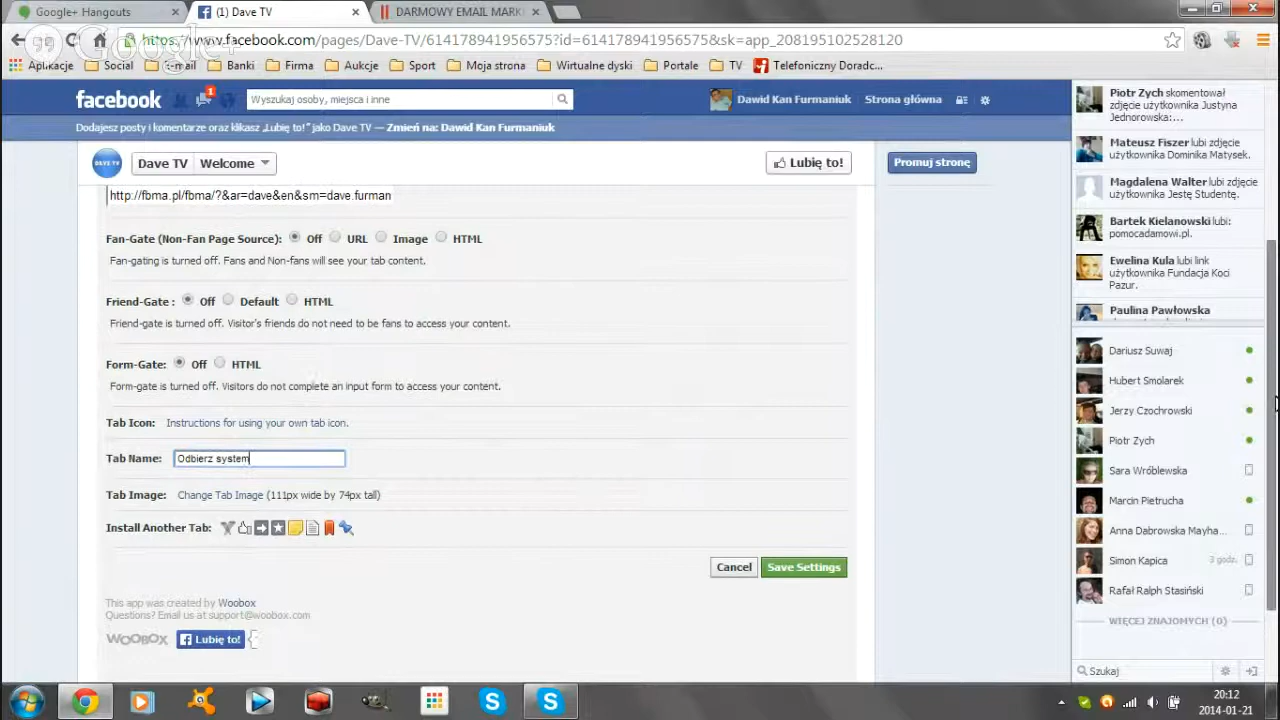 Google+ Hangouts
(1) Dave TV
DARMOWY EMAIL MARK
Google+
https://www.facebook.com/pages/Dave-TV/614178941956575?id=614178941956575&sk=app_208195102528120
Aplikacje Social E-mail Banki Firma Aukcje Sport Moja strona Wirtualne dyski Portale TV Telefoniczny Doradc...
facebook
1
Wyszukaj osoby, miejsca i inne
Dawid Kan Furmaniuk Strona główna
Dodajesz posty i komentarze oraz klikasz „Lubię to!” jako Dave TV — Zmień na: Dawid Kan Furmaniuk
DAVE TV
Dave TV Welcome
Lubię to!
Promuj stronę
http://fbma.pl/fbma/?&ar=dave&en&sm=dave.furman
Fan-Gate (Non-Fan Page Source): Off URL Image HTML
Fan-gating is turned off. Fans and Non-fans will see your tab content.
Friend-Gate : Off Default HTML
Friend-gate is turned off. Visitor's friends do not need to be fans to access your content.
Form-Gate: Off HTML
Form-gate is turned off. Visitors do not complete an input form to access your content.
Tab Icon: Instructions for using your own tab icon.
Tab Name: Odbierz system
Tab Image: Change Tab Image (111px wide by 74px tall)
Install Another Tab:
Cancel Save Settings
This app was created by Woobox
Questions? Email us at support@woobox.com
WOOBOX Lubię to!
Piotr Zych skomentował
zdjęcie użytkownika Justyna
Jednorowska:...
Mateusz Fiszer lubi zdjęcie
użytkownika Dominika Matysek.
Magdalena Walter lubi zdjęcie
użytkownika Jestę Studentę.
Bartek Kielanowski lubi:
pomocadamowi.pl.
Ewelina Kula lubi link
użytkownika Fundacja Koci
Pazur.
Paulina Pawłowska
Dariusz Suwaj
Hubert Smolarek
Jerzy Czochrowski
Piotr Zych
Sara Wróblewska
Marcin Pietrucha
Anna Dabrowska Mayha...
Simon Kapica 3 godz.
Rafał Ralph Stasiński
WIĘCEJ ZNAJOMYCH (0)
Szukaj
20:12
2014-01-21